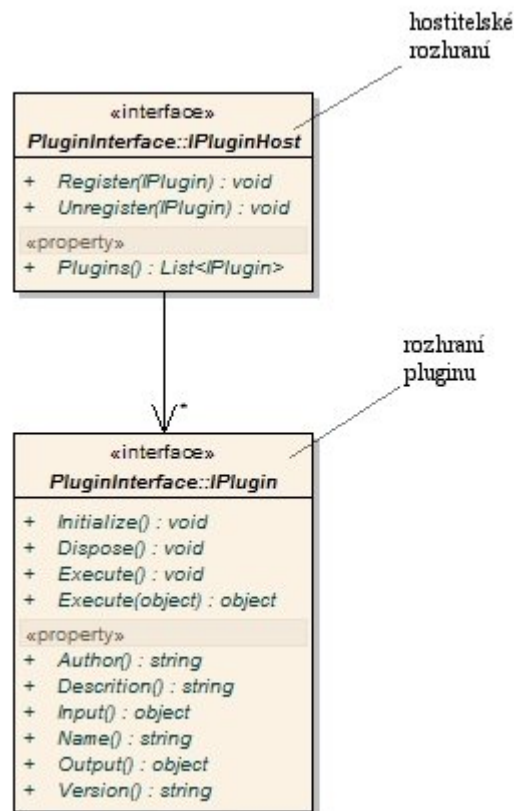 hostitelské
rozhraní
«interface»
PluginInterface::IPluginHost
+ Register(IPlugin) : void
+ Unregister(IPlugin) : void
«property»
+ Plugins() : List<IPlugin>
*
rozhraní
pluginu
«interface»
PluginInterface::IPlugin
+ Initialize() : void
+ Dispose() : void
+ Execute() : void
+ Execute(object) : object
«property»
+ Author() : string
+ Descrition() : string
+ Input() : object
+ Name() : string
+ Output() : object
+ Version() : string